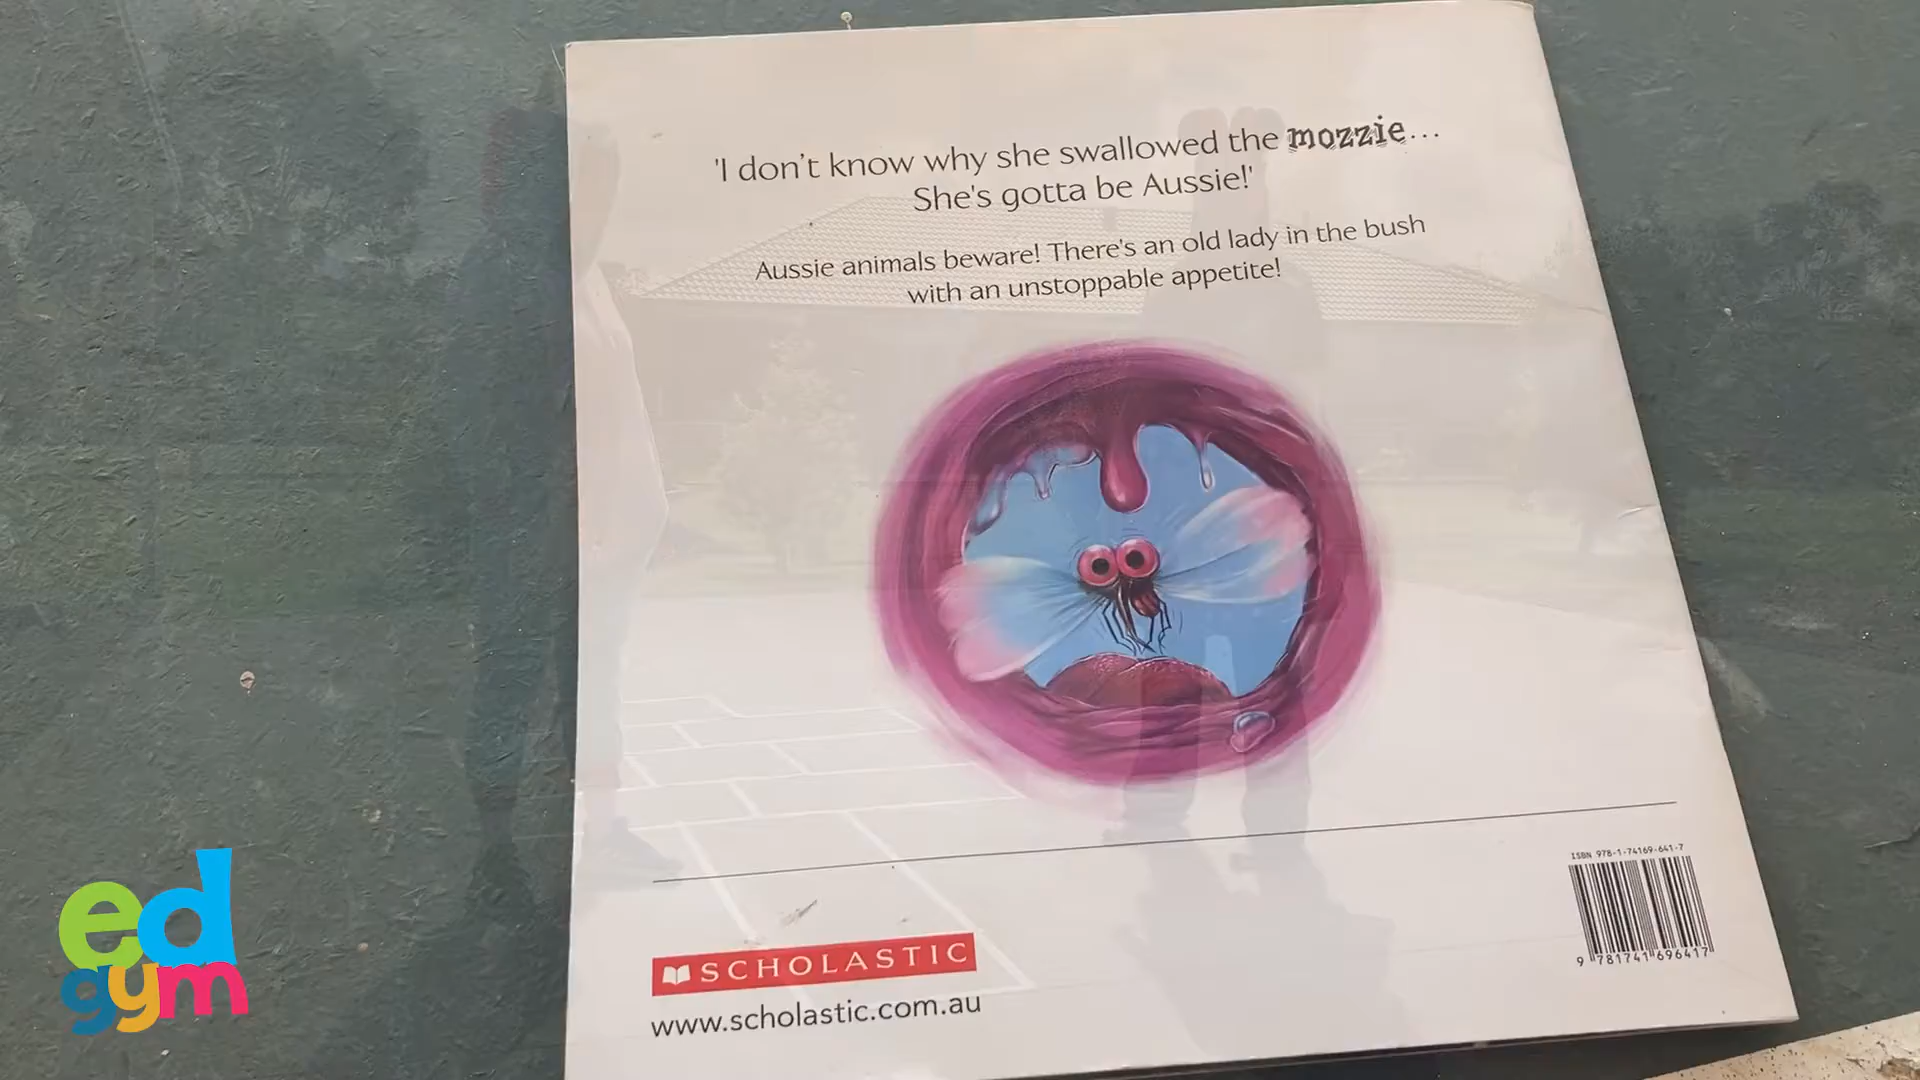 'I don't know why she swallowed the mozzie...
She's gotta be Aussie!'
Aussie animals beware! There's an old lady in the bush
with an unstoppable appetite!
ISBN 978-1-74169-641-7
9 781741 696417
SCHOLASTIC
www.scholastic.com.au
ed
gym